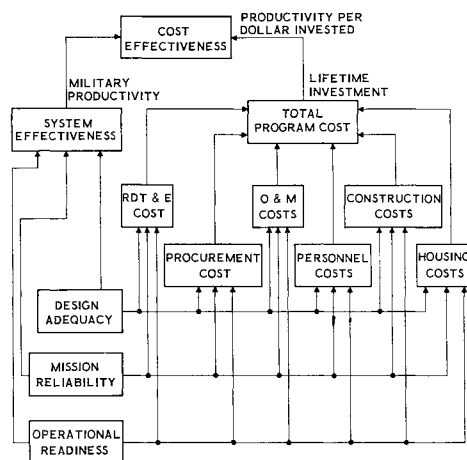 PRODUCTIVITY PER
DOLLAR INVESTED
COST
EFFECTIVENESS
MILITARY
PRODUCTIVITY
LIFETIME
INVESTMENT
SYSTEM
EFFECTIVENESS
TOTAL
PROGRAM COST
RDT & E
COST
O & M
COSTS
CONSTRUCTION
COSTS
PROCUREMENT
COST
PERSONNEL
COSTS
HOUSING
COSTS
DESIGN
ADEQUACY
MISSION
RELIABILITY
OPERATIONAL
READINESS